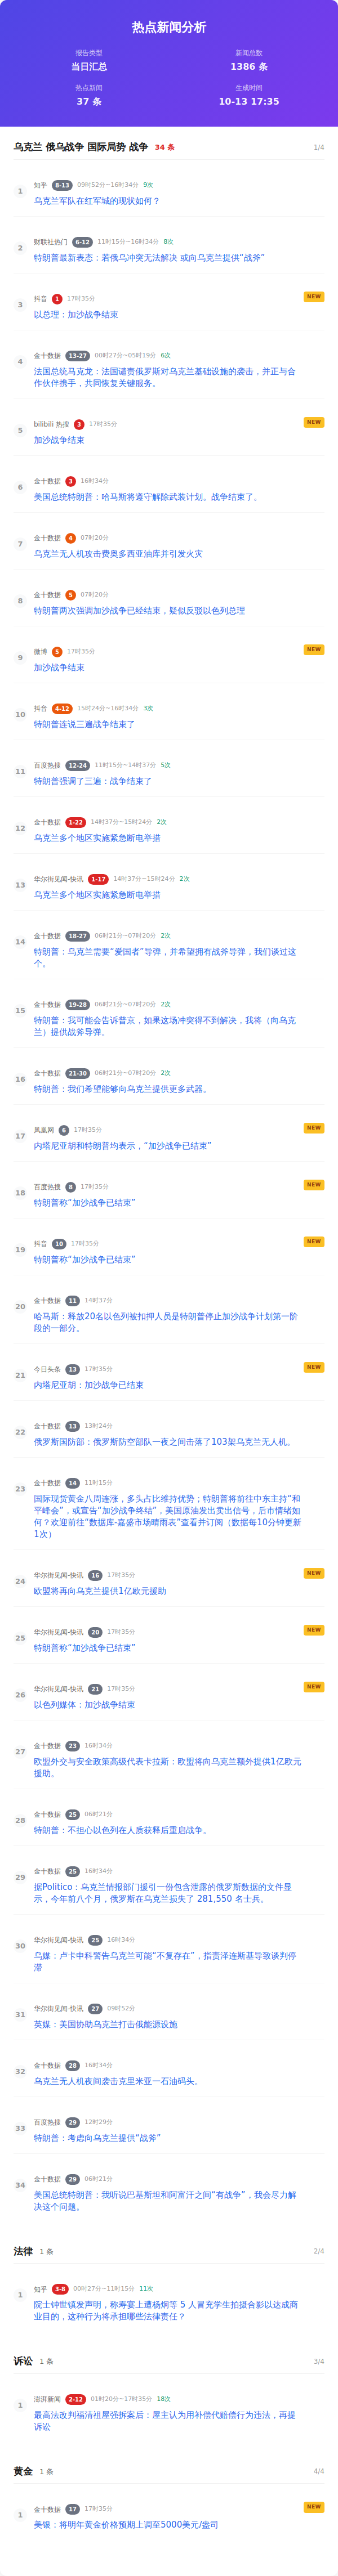 热点新闻分析
报告类型
当日汇总
新闻总数
1386 条
热点新闻
37 条
生成时间
10-13 17:35
乌克兰 俄乌战争 国际局势 战争 34 条 1/4
1 知乎 8-13 09时52分~16时34分 9次
乌克兰军队在红军城的现状如何？
2 财联社热门 6-12 11时15分~16时34分 8次
特朗普最新表态：若俄乌冲突无法解决 或向乌克兰提供“战斧”
3 抖音 1 17时35分 NEW
以总理：加沙战争结束
4 金十数据 13-27 00时27分~05时19分 6次
法国总统马克龙：法国谴责俄罗斯对乌克兰基础设施的袭击，并正与合
作伙伴携手，共同恢复关键服务。
5 bilibili 热搜 3 17时35分 NEW
加沙战争结束
6 金十数据 3 16时34分
美国总统特朗普：哈马斯将遵守解除武装计划。战争结束了。
7 金十数据 4 07时20分
乌克兰无人机攻击费奥多西亚油库并引发火灾
8 金十数据 5 07时20分
特朗普两次强调加沙战争已经结束，疑似反驳以色列总理
9 微博 5 17时35分 NEW
加沙战争结束
10 抖音 4-12 15时24分~16时34分 3次
特朗普连说三遍战争结束了
11 百度热搜 12-24 11时15分~14时37分 5次
特朗普强调了三遍：战争结束了
12 金十数据 1-22 14时37分~15时24分 2次
乌克兰多个地区实施紧急断电举措
13 华尔街见闻-快讯 1-17 14时37分~15时24分 2次
乌克兰多个地区实施紧急断电举措
14 金十数据 18-27 06时21分~07时20分 2次
特朗普：乌克兰需要“爱国者”导弹，并希望拥有战斧导弹，我们谈过这
个。
15 金十数据 19-28 06时21分~07时20分 2次
特朗普：我可能会告诉普京，如果这场冲突得不到解决，我将（向乌克
兰）提供战斧导弹。
16 金十数据 21-30 06时21分~07时20分 2次
特朗普：我们希望能够向乌克兰提供更多武器。
17 凤凰网 6 17时35分 NEW
内塔尼亚胡和特朗普均表示，“加沙战争已结束”
18 百度热搜 8 17时35分 NEW
特朗普称“加沙战争已结束”
19 抖音 10 17时35分 NEW
特朗普称“加沙战争已结束”
20 金十数据 11 14时37分
哈马斯：释放20名以色列被扣押人员是特朗普停止加沙战争计划第一阶
段的一部分。
21 今日头条 13 17时35分 NEW
内塔尼亚胡：加沙战争已结束
22 金十数据 13 13时24分
俄罗斯国防部：俄罗斯防空部队一夜之间击落了103架乌克兰无人机。
23 金十数据 14 11时15分
国际现货黄金八周连涨，多头占比维持优势；特朗普将前往中东主持“和
平峰会”，或宣告“加沙战争终结”，美国原油发出卖出信号，后市情绪如
何？欢迎前往“数据库-嘉盛市场晴雨表”查看并订阅（数据每10分钟更新
1次）
24 华尔街见闻-快讯 16 17时35分 NEW
欧盟将再向乌克兰提供1亿欧元援助
25 华尔街见闻-快讯 20 17时35分 NEW
特朗普称“加沙战争已结束”
26 华尔街见闻-快讯 21 17时35分 NEW
以色列媒体：加沙战争结束
27 金十数据 23 16时34分
欧盟外交与安全政策高级代表卡拉斯：欧盟将向乌克兰额外提供1亿欧元
援助。
28 金十数据 25 06时21分
特朗普：不担心以色列在人质获释后重启战争。
29 金十数据 25 16时34分
据Politico：乌克兰情报部门援引一份包含泄露的俄罗斯数据的文件显
示，今年前八个月，俄罗斯在乌克兰损失了 281,550 名士兵。
30 华尔街见闻-快讯 25 16时34分
乌媒：卢卡申科警告乌克兰可能“不复存在”，指责泽连斯基导致谈判停
滞
31 华尔街见闻-快讯 27 09时52分
英媒：美国协助乌克兰打击俄能源设施
32 金十数据 28 16时34分
乌克兰无人机夜间袭击克里米亚一石油码头。
33 百度热搜 29 12时29分
特朗普：考虑向乌克兰提供“战斧”
34 金十数据 29 06时21分
美国总统特朗普：我听说巴基斯坦和阿富汗之间“有战争”，我会尽力解
决这个问题。
法律 1 条 2/4
1 知乎 3-8 00时27分~11时15分 11次
院士钟世镇发声明，称寿宴上遭杨炯等 5 人冒充学生拍摄合影以达成商
业目的，这种行为将承担哪些法律责任？
诉讼 1 条 3/4
1 澎湃新闻 2-12 01时20分~17时35分 18次
最高法改判福清祖屋强拆案后：屋主认为用补偿代赔偿行为违法，再提
诉讼
黄金 1 条 4/4
1 金十数据 17 17时35分 NEW
美银：将明年黄金价格预期上调至5000美元/盎司